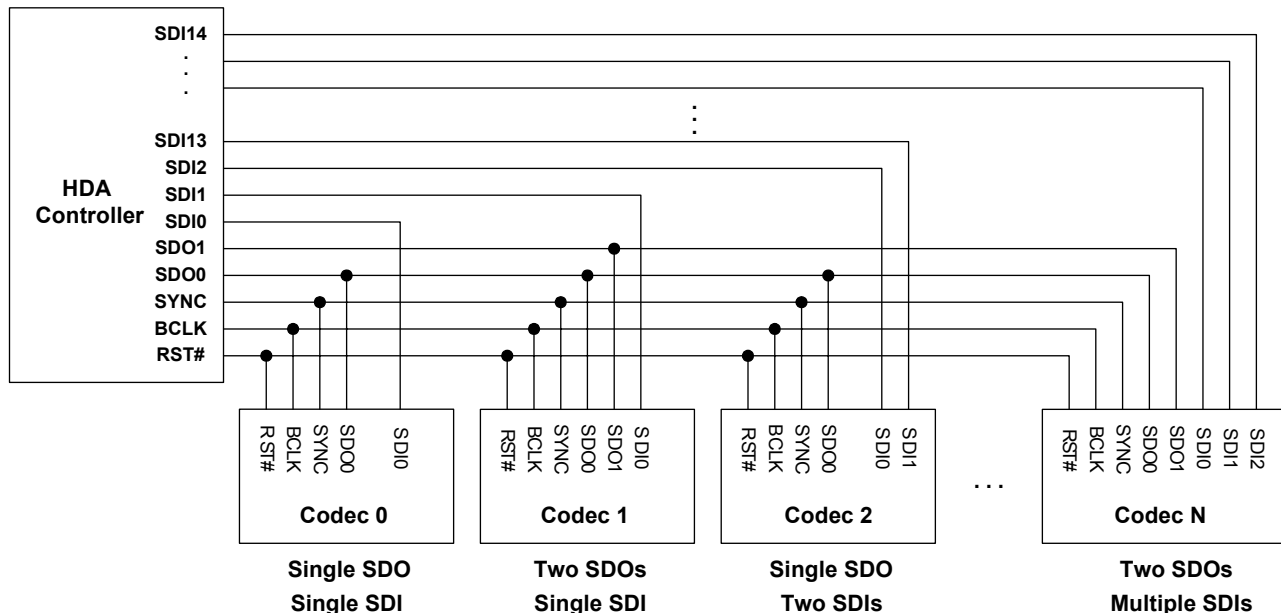 SDI14
.
.
.
SDI13
SDI2
SDI1
SDI0
SDO1
SDO0
SYNC
BCLK
RST#
HDA
Controller
.
.
.
RST#
BCLK
SYNC
SDO0
SDI0
Codec 0
Single SDO
Single SDI
RST#
BCLK
SYNC
SDO0
SDO1
SDI0
Codec 1
Two SDOs
Single SDI
RST#
BCLK
SYNC
SDO0
SDI0
SDI1
Codec 2
Single SDO
Two SDIs
. . .
RST#
BCLK
SYNC
SDO0
SDO1
SDI0
SDI1
SDI2
Codec N
Two SDOs
Multiple SDIs